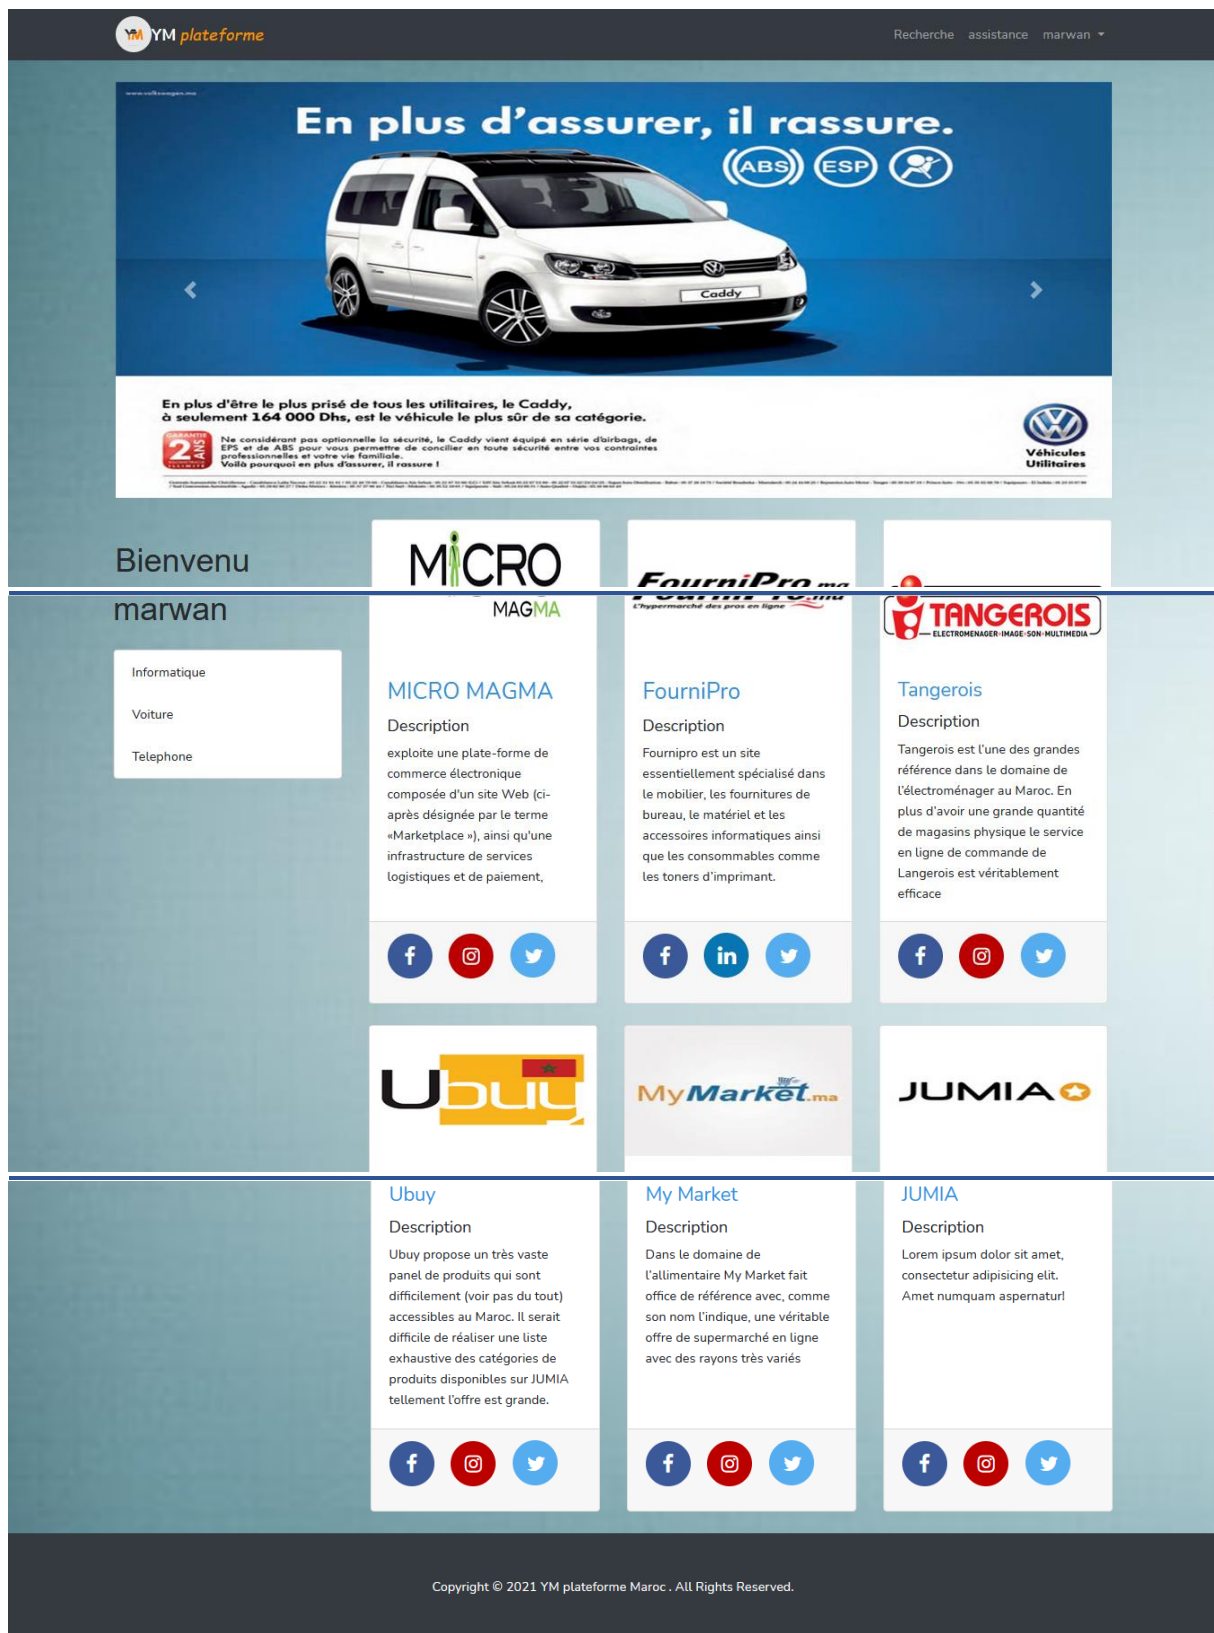 YM YM plateforme
Recherche assistance marwan
www.volkswagen.ma
En plus d'assurer, il rassure.
ABS ESP
Caddy
En plus d'être le plus prisé de tous les utilitaires, le Caddy,
à seulement 164 000 Dhs, est le véhicule le plus sûr de sa catégorie.
GARANTIE
2 ANS
Ne considérant pas optionnelle la sécurité, le Caddy vient équipé en série d'airbags, de
EPS et de ABS pour vous permettre de concilier en toute sécurité entre vos contraintes
professionnelles et votre vie familiale.
Voilà pourquoi en plus d'assurer, il rassure !
Véhicules
Utilitaires
Bienvenu
marwan
Informatique
Voiture
Telephone
MICRO
MAGMA
MICRO MAGMA
Description
exploite une plate-forme de
commerce électronique
composée d'un site Web (ci-
après désignée par le terme
«Marketplace »), ainsi qu'une
infrastructure de services
logistiques et de paiement,
FourniPro.ma
L'hypermarché des pros en ligne
FourniPro
Description
Fournipro est un site
essentiellement spécialisé dans
le mobilier, les fournitures de
bureau, le matériel et les
accessoires informatiques ainsi
que les consommables comme
les toners d'imprimant.
TANGEROIS
ELECTROMENAGER-IMAGE-SON-MULTIMEDIA
Tangerois
Description
Tangerois est l'une des grandes
référence dans le domaine de
l'électroménager au Maroc. En
plus d'avoir une grande quantité
de magasins physique le service
en ligne de commande de
Langerois est véritablement
efficace
Ubuy
Ubuy
Description
Ubuy propose un très vaste
panel de produits qui sont
difficilement (voir pas du tout)
accessibles au Maroc. Il serait
difficile de réaliser une liste
exhaustive des catégories de
produits disponibles sur JUMIA
tellement l'offre est grande.
MyMarket.ma
My Market
Description
Dans le domaine de
l'allimentaire My Market fait
office de référence avec, comme
son nom l'indique, une véritable
offre de supermarché en ligne
avec des rayons très variés
JUMIA
JUMIA
Description
Lorem ipsum dolor sit amet,
consectetur adipisicing elit.
Amet numquam aspernatur!
Copyright © 2021 YM plateforme Maroc . All Rights Reserved.